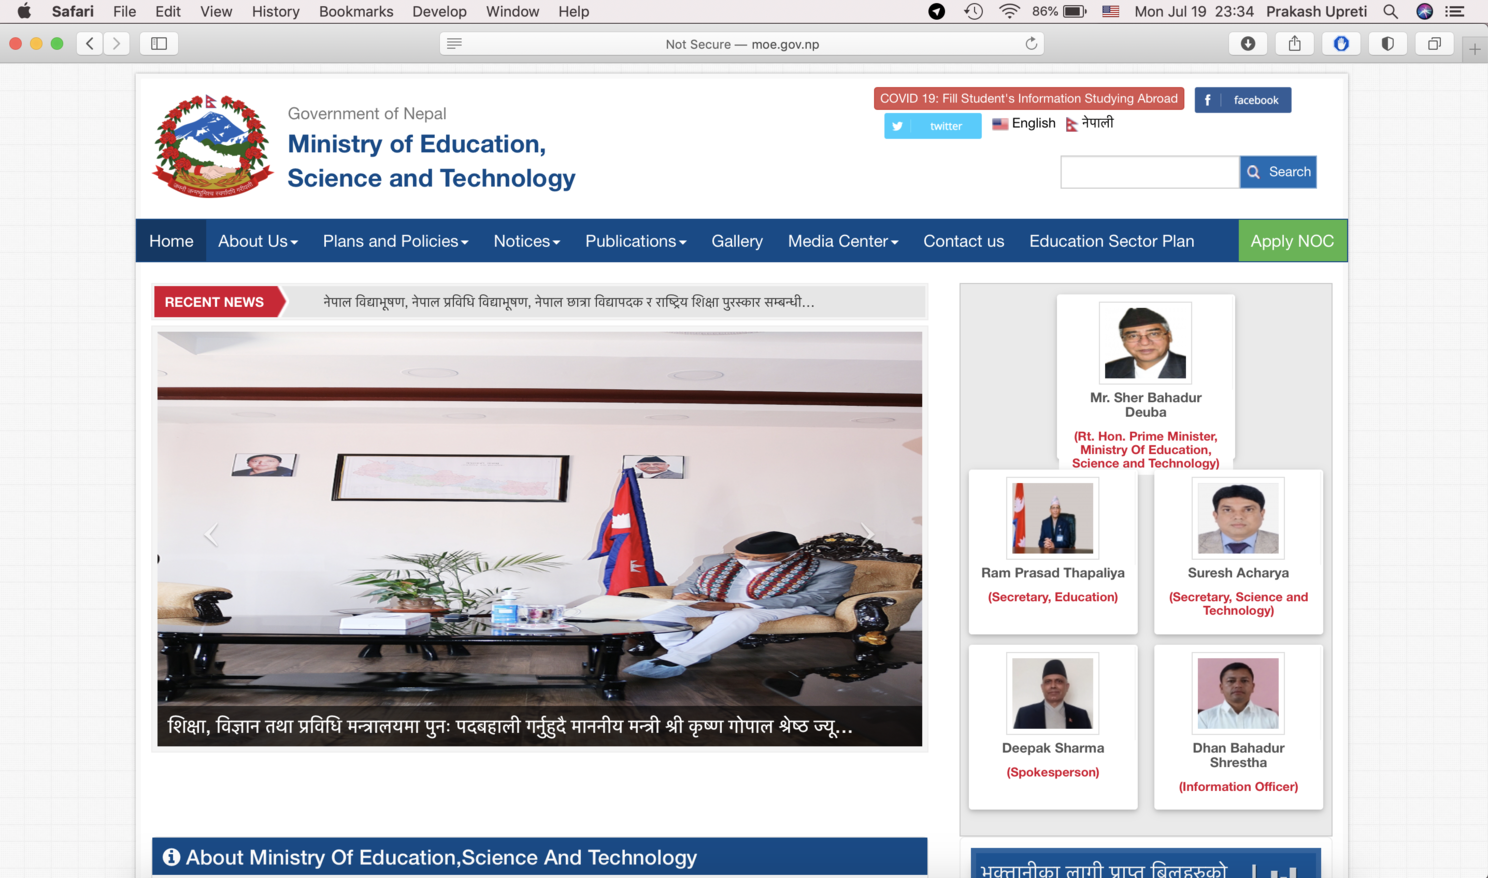 Safari File Edit View History Bookmarks Develop Window Help
86% Mon Jul 19 23:34 Prakash Upreti
Not Secure — moe.gov.np
Government of Nepal
Ministry of Education,
Science and Technology
COVID 19: Fill Student's Information Studying Abroad
facebook
twitter
English
नेपाली
Search
Home About Us Plans and Policies Notices Publications Gallery Media Center Contact us Education Sector Plan Apply NOC
RECENT NEWS
नेपाल विद्याभूषण, नेपाल प्रविधि विद्याभूषण, नेपाल छात्रा विद्यापदक र राष्ट्रिय शिक्षा पुरस्कार सम्बन्धी...
शिक्षा, विज्ञान तथा प्रविधि मन्त्रालयमा पुनः पदबहाली गर्नुहुदै माननीय मन्त्री श्री कृष्ण गोपाल श्रेष्ठ ज्यू...
Mr. Sher Bahadur
Deuba
(Rt. Hon. Prime Minister,
Ministry Of Education,
Science and Technology)
Ram Prasad Thapaliya
(Secretary, Education)
Suresh Acharya
(Secretary, Science and
Technology)
Deepak Sharma
(Spokesperson)
Dhan Bahadur
Shrestha
(Information Officer)
About Ministry Of Education,Science And Technology
भुक्तानीका लागी प्राप्त बिलहरुको